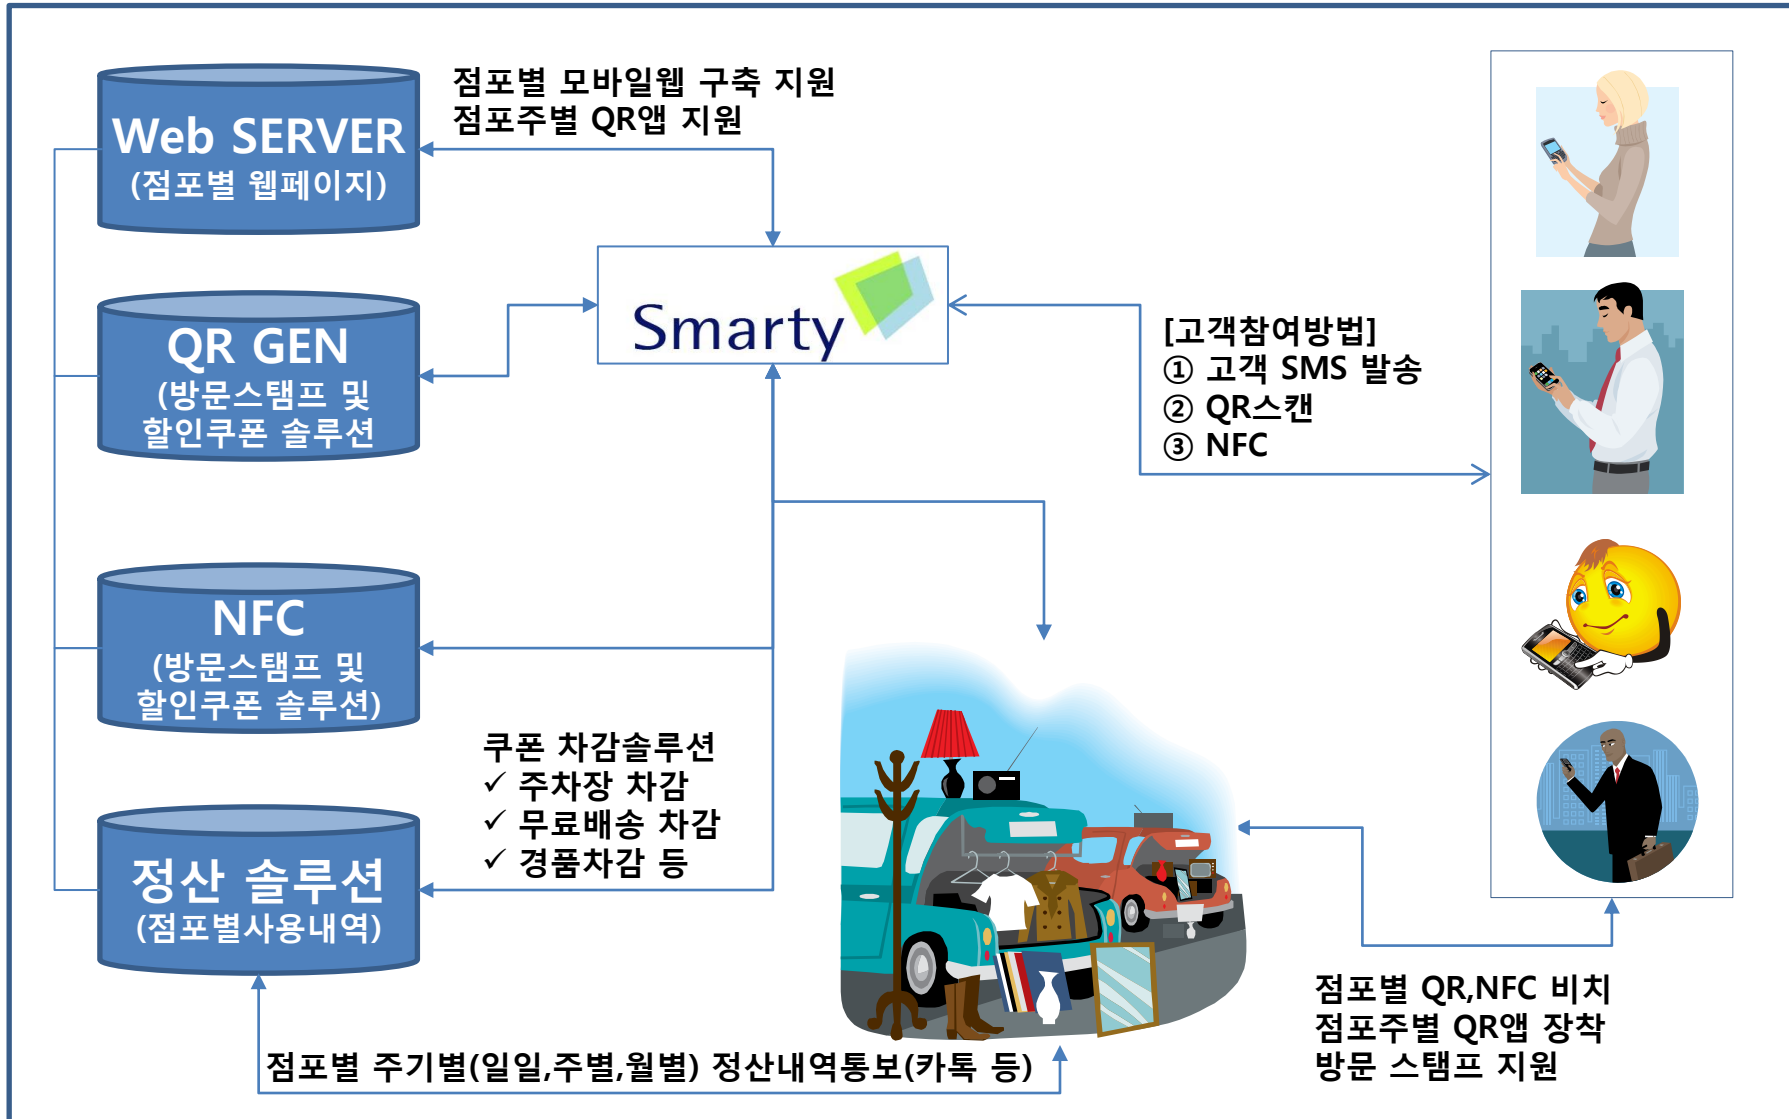 점포별 모바일웹 구축 지원
점포주별 QR앱 지원
Web SERVER
(점포별 웹페이지)
Smarty
QR GEN
(방문스탬프 및
할인쿠폰 솔루션
[고객참여방법]
① 고객 SMS 발송
② QR스캔
③ NFC
NFC
(방문스탬프 및
할인쿠폰 솔루션)
쿠폰 차감솔루션
✓ 주차장 차감
✓ 무료배송 차감
✓ 경품차감 등
정산 솔루션
(점포별사용내역)
점포별 QR,NFC 비치
점포주별 QR앱 장착
방문 스탬프 지원
점포별 주기별(일일,주별,월별) 정산내역통보(카톡 등)